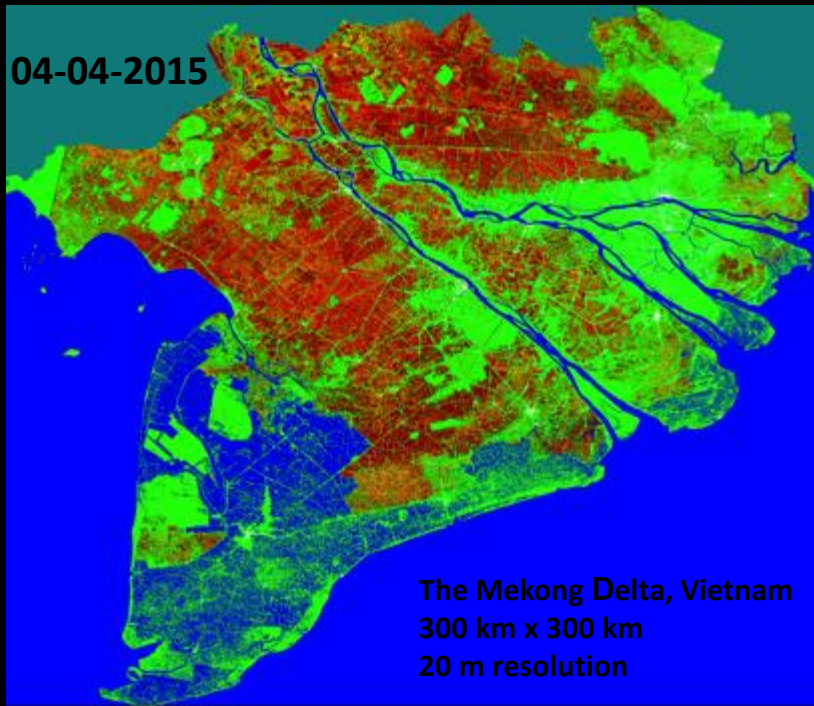 04-04-2015
The Mekong Delta, Vietnam
300 km x 300 km
20 m resolution